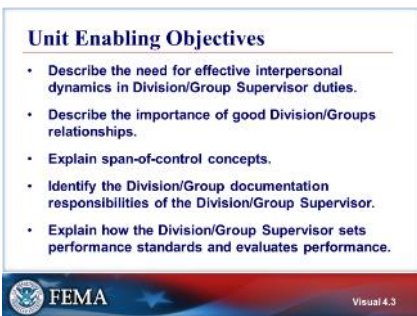 Unit Enabling Objectives
• Describe the need for effective interpersonal
dynamics in Division/Group Supervisor duties.
• Describe the importance of good Division/Groups
relationships.
• Explain span-of-control concepts.
• Identify the Division/Group documentation
responsibilities of the Division/Group Supervisor.
• Explain how the Division/Group Supervisor sets
performance standards and evaluates performance.
FEMA
Visual 4.3